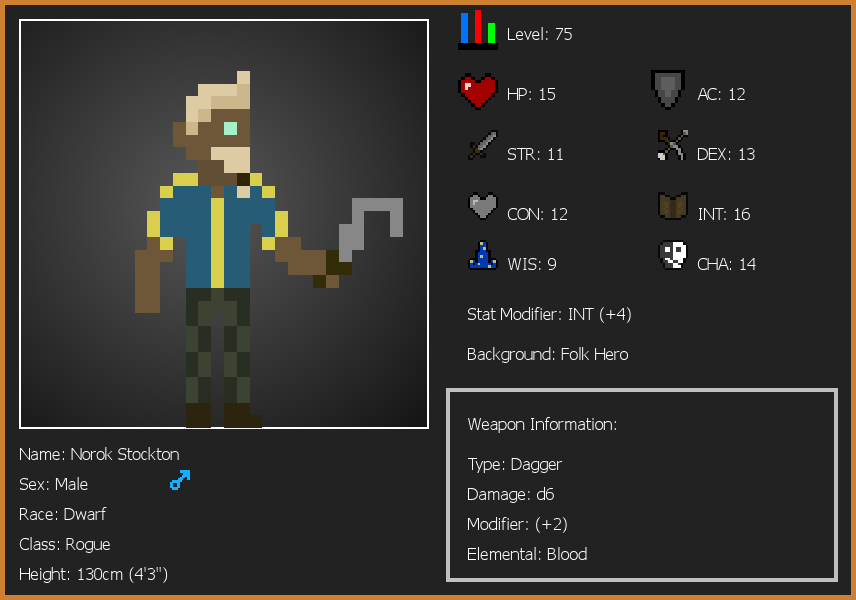 Level: 75
HP: 15
AC: 12
STR: 11
DEX: 13
CON: 12
INT: 16
WIS: 9
CHA: 14
Stat Modifier: INT (+4)
Background: Folk Hero
Weapon Information:
Type: Dagger
Damage: d6
Modifier: (+2)
Elemental: Blood
Name: Norok Stockton
Sex: Male
Race: Dwarf
Class: Rogue
Height: 130cm (4'3")